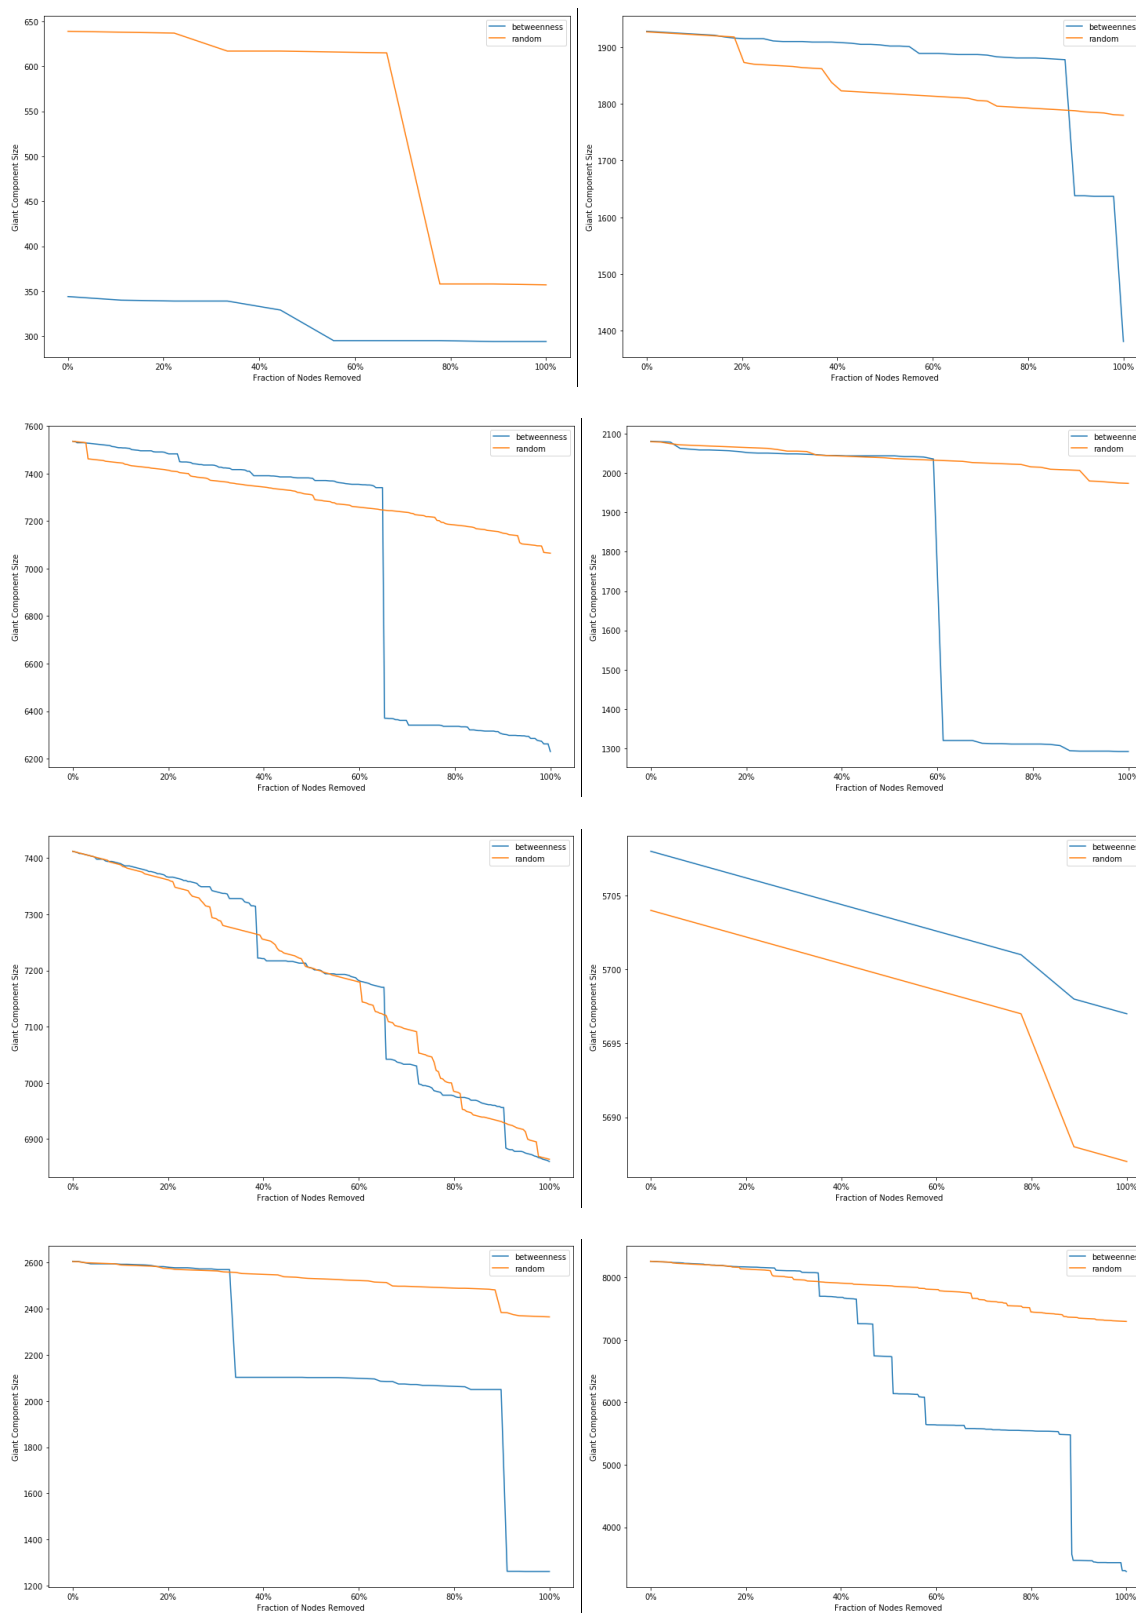 betweenness
random
650
600
550
500
450
400
350
300
Giant Component Size
0% 20% 40% 60% 80% 100%
Fraction of Nodes Removed
betweennes
random
1900
1800
1700
1600
1500
1400
Giant Component Size
0% 20% 40% 60% 80% 100%
Fraction of Nodes Removed
betweenness
random
7600
7400
7200
7000
6800
6600
6400
6200
Giant Component Size
0% 20% 40% 60% 80% 100%
Fraction of Nodes Removed
betweenness
random
2100
2000
1900
1800
1700
1600
1500
1400
1300
Giant Component Size
0% 20% 40% 60% 80% 100%
Fraction of Nodes Removed
betweenness
random
7400
7300
7200
7100
7000
6900
Giant Component Size
0% 20% 40% 60% 80% 100%
Fraction of Nodes Removed
betweenness
random
5705
5700
5695
5690
Giant Component Size
0% 20% 40% 60% 80% 100%
Fraction of Nodes Removed
betweenness
random
2600
2400
2200
2000
1800
1600
1400
1200
Giant Component Size
0% 20% 40% 60% 80% 100%
Fraction of Nodes Removed
betweenness
random
8000
7000
6000
5000
4000
Giant Component Size
0% 20% 40% 60% 80% 100%
Fraction of Nodes Removed